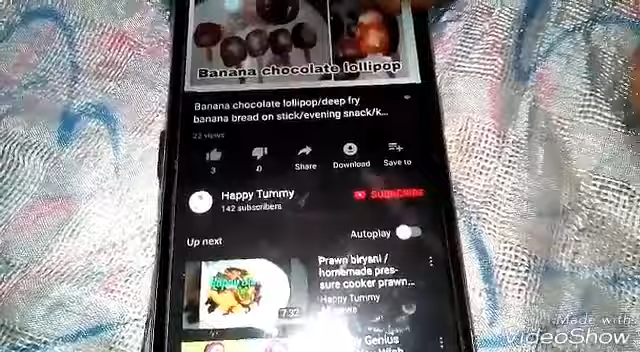 Banana chocolate lollipop
Banana chocolate lollipop/deep fry
banana bread on stick/evening snack/k...
22 views
3
0
Share
Download
Save to
Happy Tummy
142 subscribers
SUBSCRIBE
Up next
Autoplay
Prawn biryani /
homemade pres-
sure cooker prawn...
Happy Tummy
7:32
Genius
Made with
VideoShow